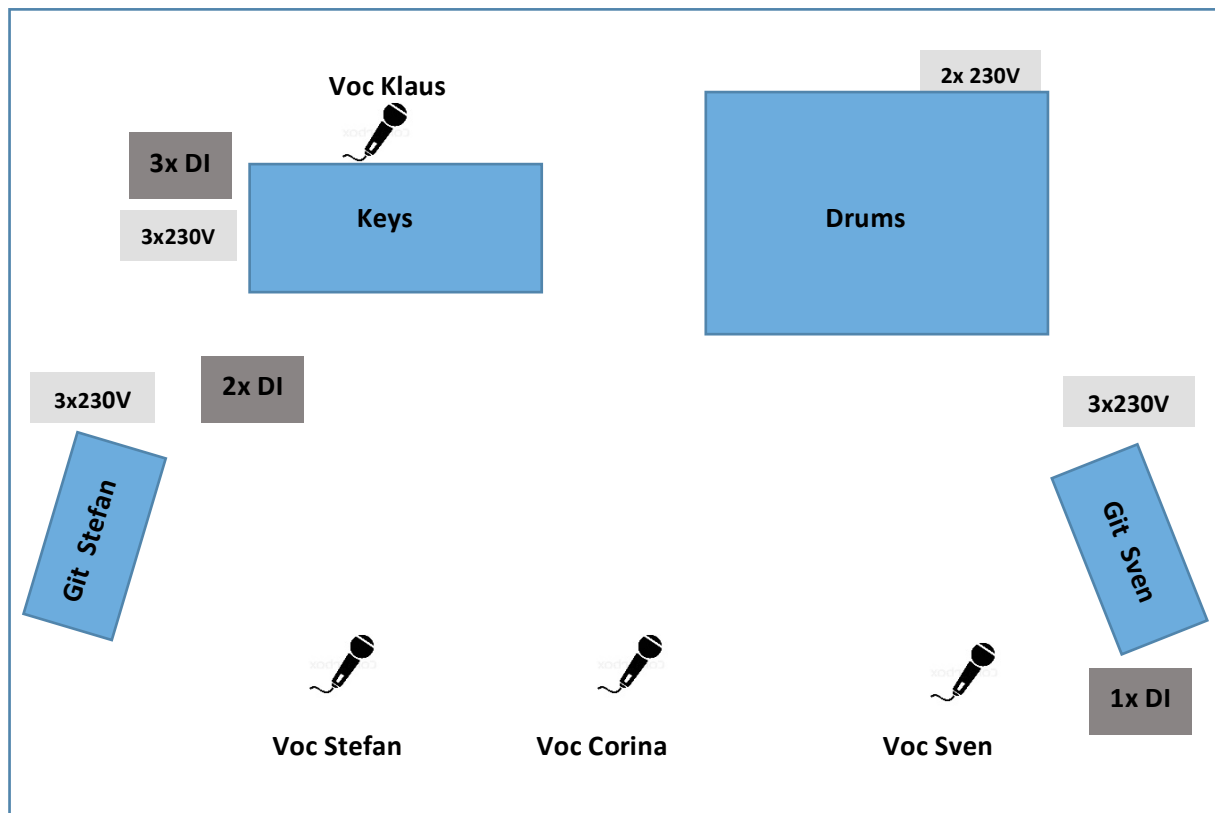 2x 230V
Voc Klaus
3x DI
Keys
Drums
3x230V
2x DI
3x230V
3x230V
Git Stefan
Git Sven
1x DI
Voc Stefan
Voc Corina
Voc Sven